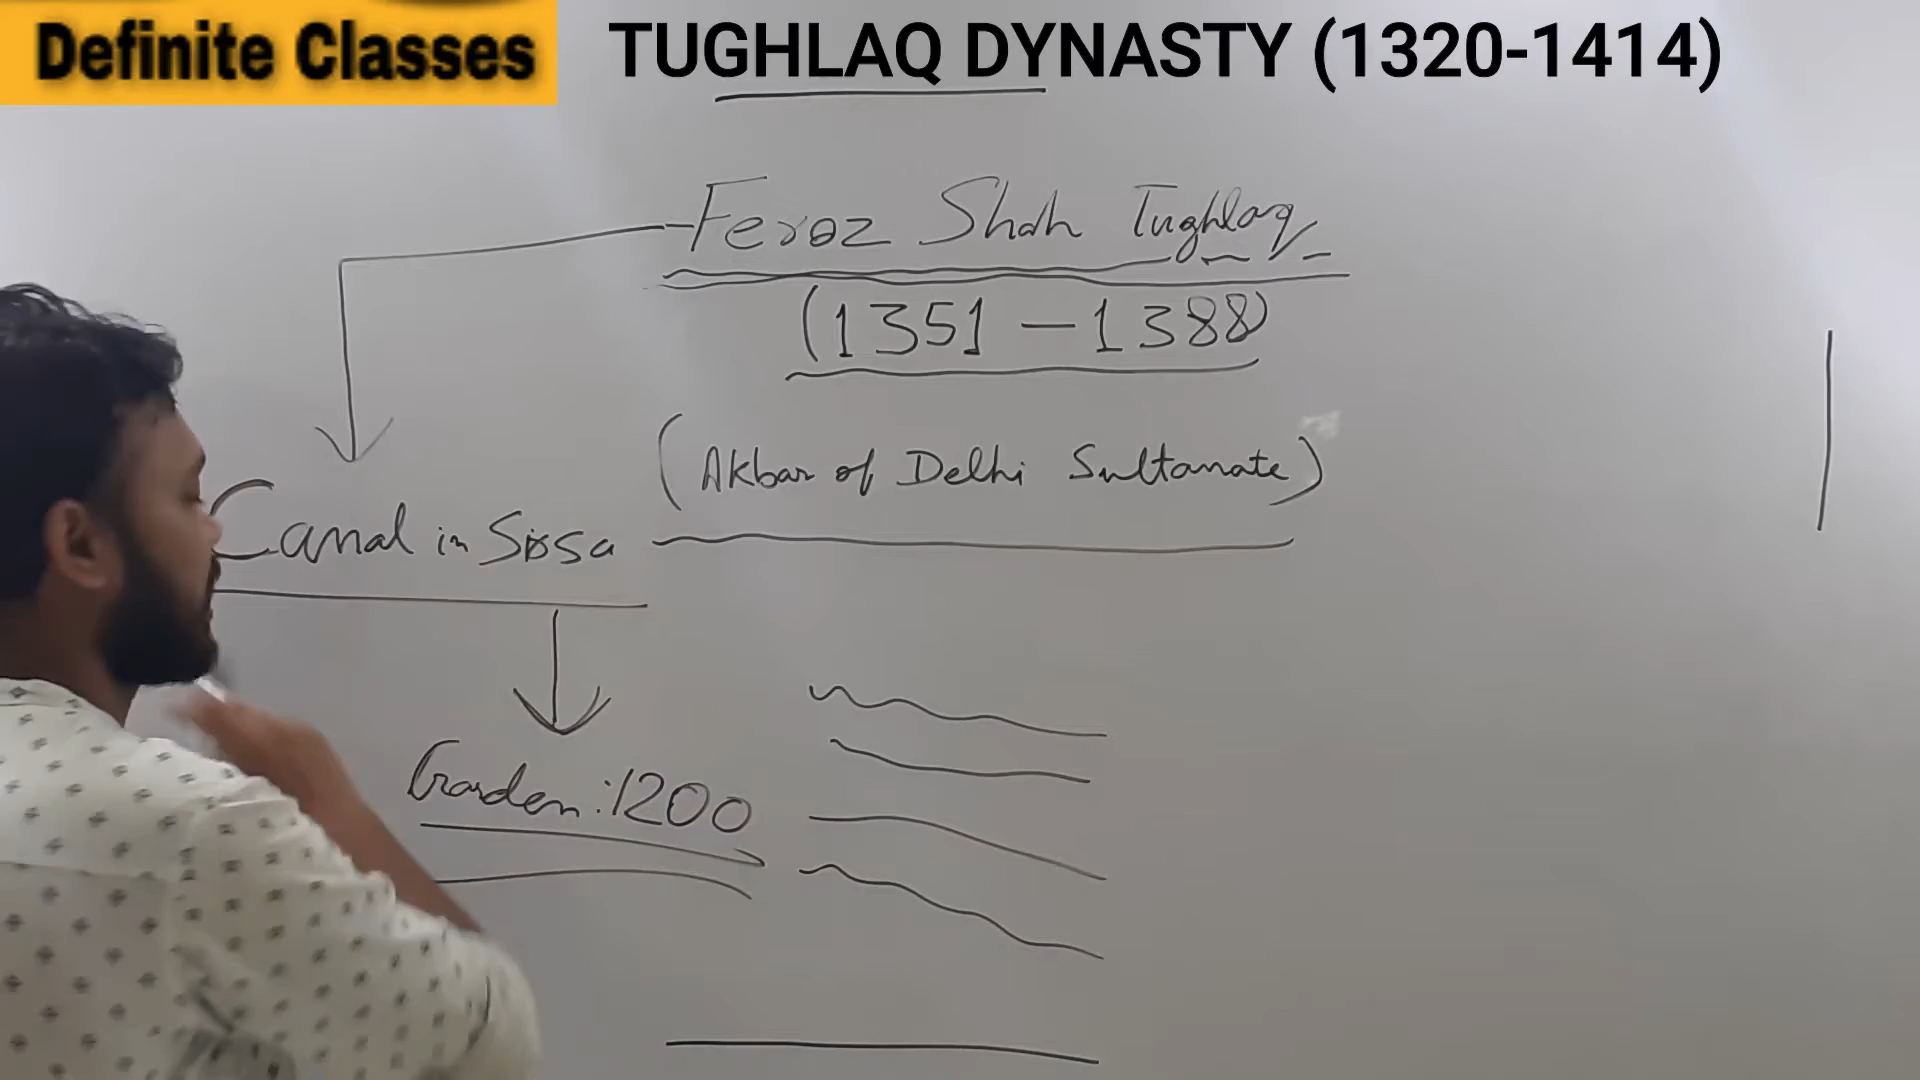 Definite Classes
TUGHLAQ DYNASTY (1320-1414)
Feroz Shah Tughlaq
(1351-1388)
(Akbar of Delhi Sultanate)
Canal in Sirsa
Garden:1200